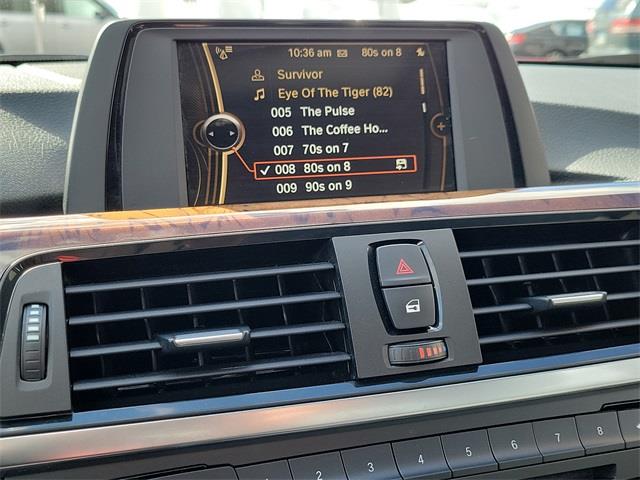 10:36 am 80s on 8
Survivor
Eye Of The Tiger (82)
005 The Pulse
006 The Coffee Ho...
007 70s on 7
008 80s on 8
009 90s on 9
1 2 3 4 5 6 7 8